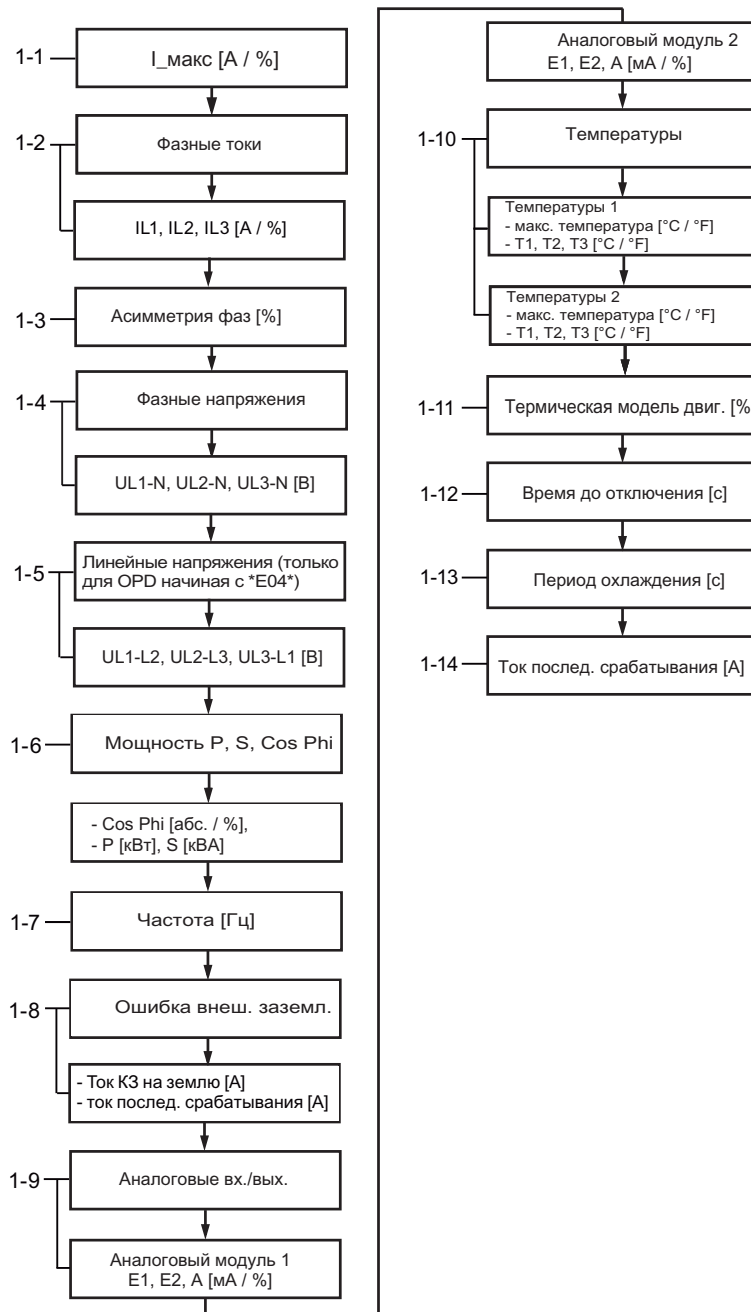 1-1
I_макс [A / %]
1-2
Фазные токи
IL1, IL2, IL3 [A / %]
1-3
Асимметрия фаз [%]
1-4
Фазные напряжения
UL1-N, UL2-N, UL3-N [В]
1-5
Линейные напряжения (только
для OPD начиная с *E04*)
UL1-L2, UL2-L3, UL3-L1 [В]
1-6
Мощность P, S, Cos Phi
- Cos Phi [абс. / %],
- P [кВт], S [кВА]
1-7
Частота [Гц]
1-8
Ошибка внеш. заземл.
- Ток КЗ на землю [A]
- ток послед. срабатывания [A]
1-9
Аналоговые вх./вых.
Аналоговый модуль 1
E1, E2, A [мА / %]
Аналоговый модуль 2
E1, E2, A [мА / %]
1-10
Температуры
Температуры 1
- макс. температура [°C / °F]
- T1, T2, T3 [°C / °F]
Температуры 2
- макс. температура [°C / °F]
- T1, T2, T3 [°C / °F]
1-11
Термическая модель двиг. [%
1-12
Время до отключения [с]
1-13
Период охлаждения [с]
1-14
Ток послед. срабатывания [A]